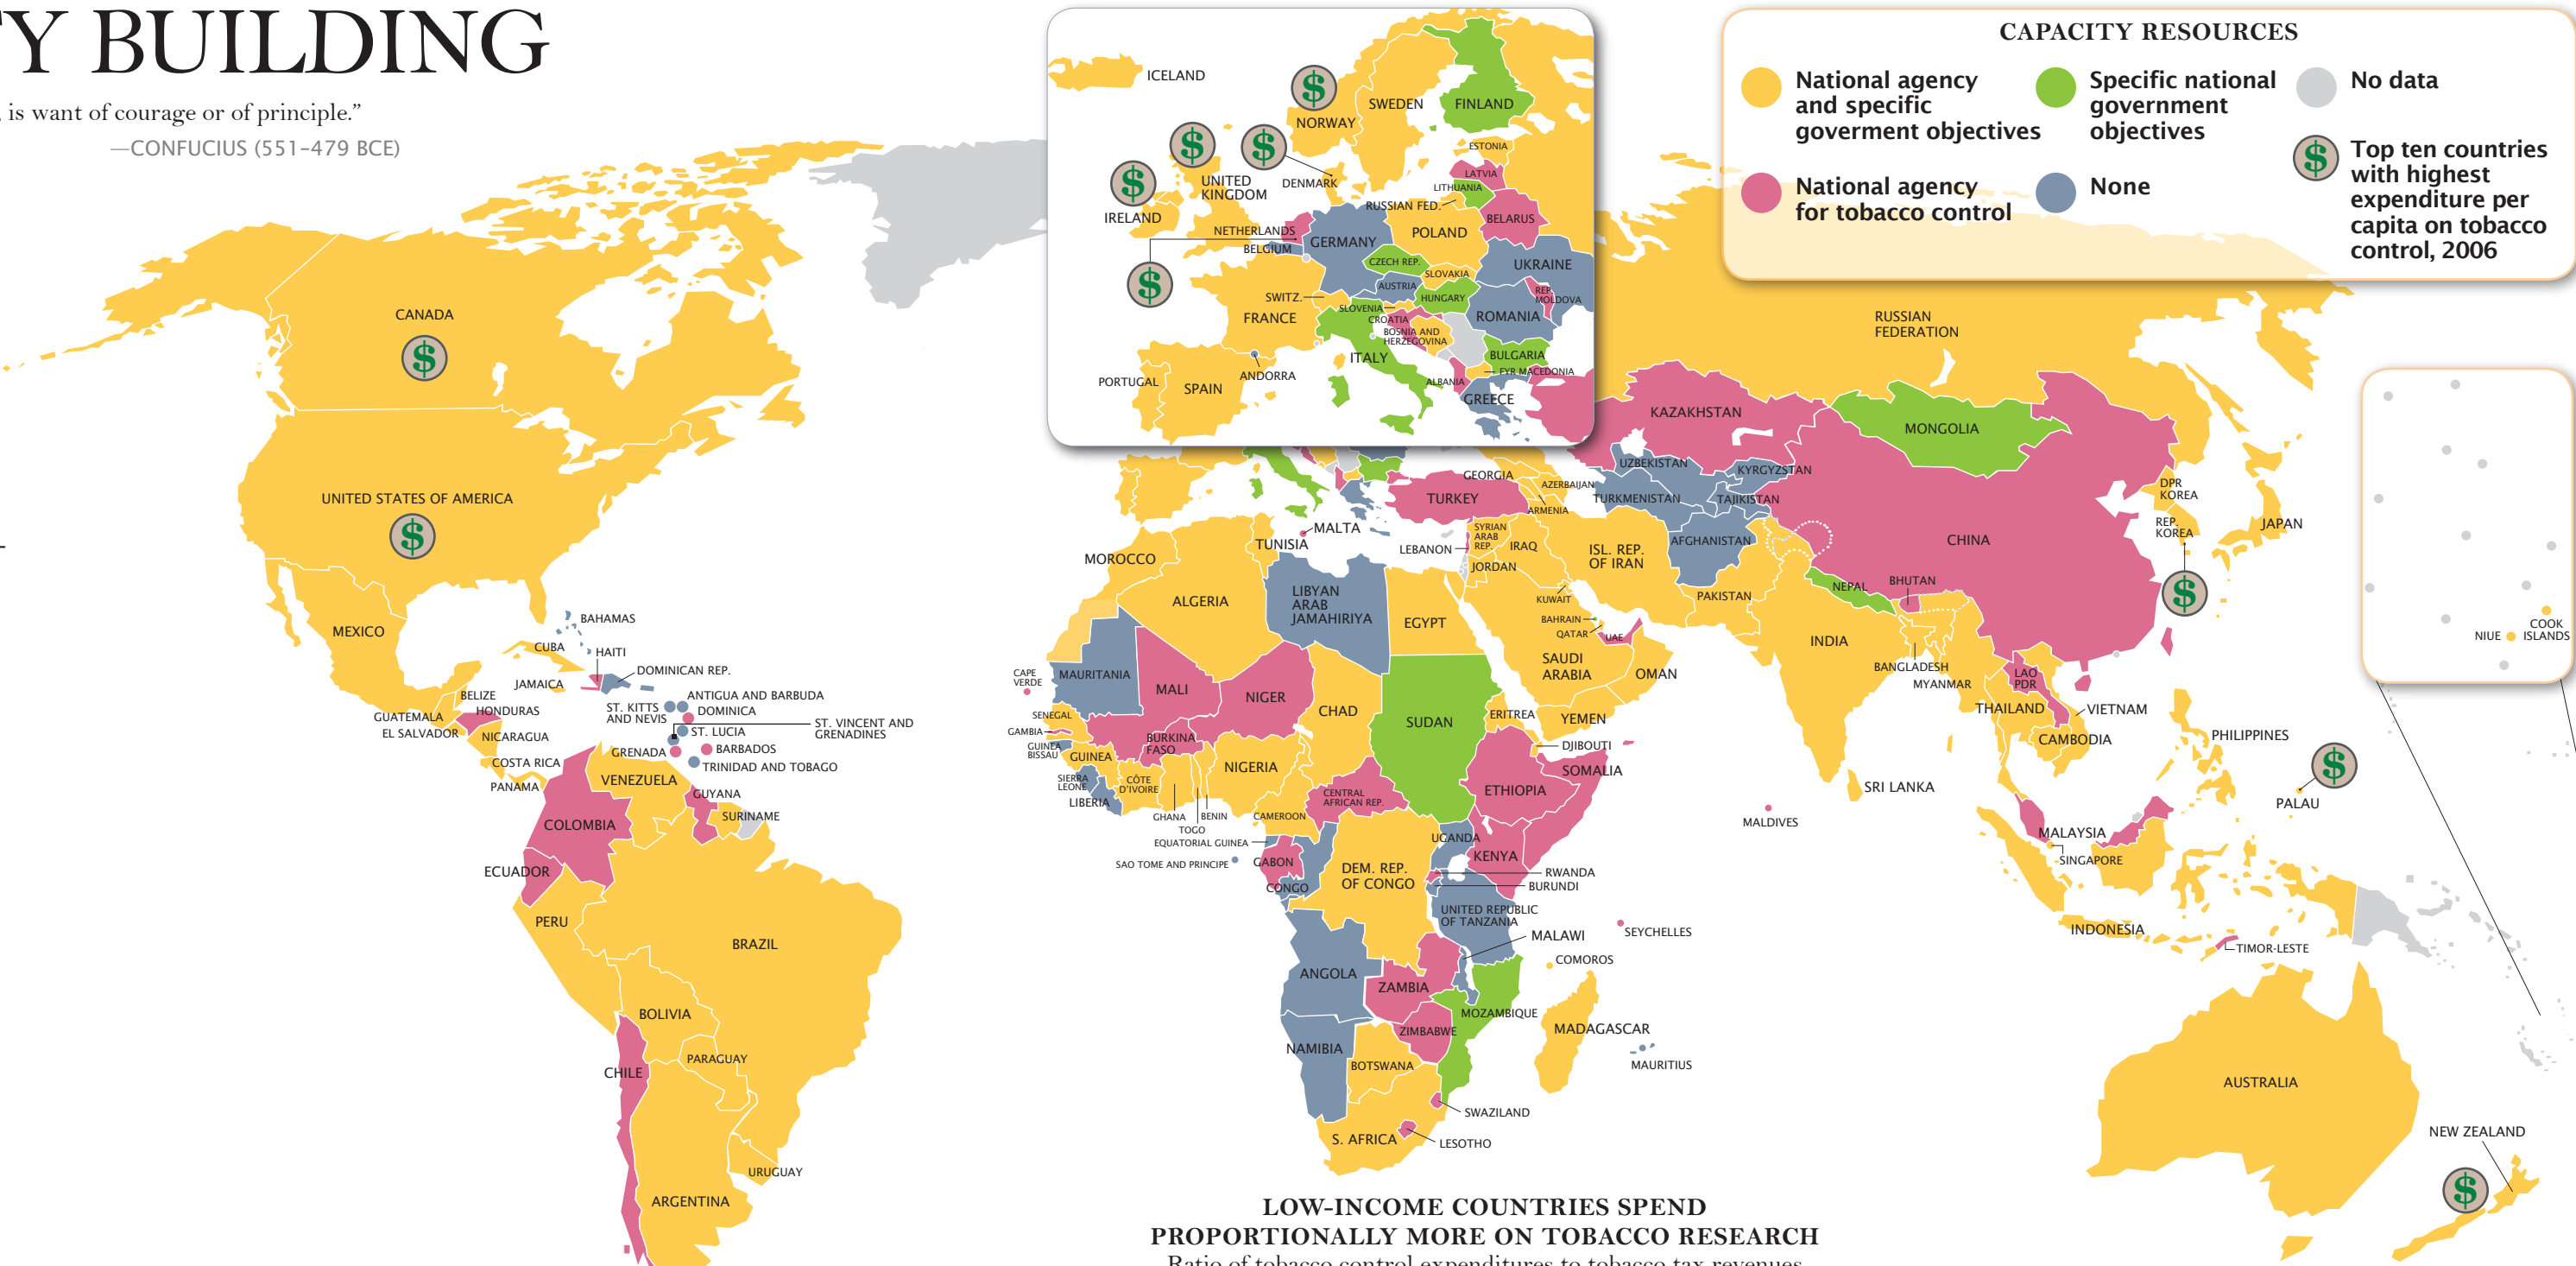 TY BUILDING
, is want of courage or of principle.”
—CONFUCIUS (551–479 BCE)
CAPACITY RESOURCES
National agency
and specific
goverment objectives
National agency
for tobacco control
Specific national
government
objectives
None
No data
$
Top ten countries
with highest
expenditure per
capita on tobacco
control, 2006
ICELAND
$
NORWAY
SWEDEN
FINLAND
$
UNITED
KINGDOM
$
DENMARK
$
IRELAND
ESTONIA
LATVIA
LITHUANIA
RUSSIAN FED.
BELARUS
NETHERLANDS
$
BELGIUM
GERMANY
POLAND
UKRAINE
CZECH REP.
SLOVAKIA
AUSTRIA
HUNGARY
REP.
MOLDOVA
SWITZ.
SLOVENIA
CROATIA
ROMANIA
FRANCE
BOSNIA AND
HERZEGOVINA
ITALY
BULGARIA
ANDORRA
FYR MACEDONIA
PORTUGAL
SPAIN
ALBANIA
GREECE
CANADA
$
UNITED STATES OF AMERICA
$
MEXICO
BAHAMAS
CUBA
HAITI
DOMINICAN REP.
JAMAICA
BELIZE
HONDURAS
GUATEMALA
EL SALVADOR
NICARAGUA
COSTA RICA
PANAMA
ANTIGUA AND BARBUDA
ST. KITTS
AND NEVIS
DOMINICA
ST. LUCIA
ST. VINCENT AND
GRENADINES
GRENADA
BARBADOS
TRINIDAD AND TOBAGO
VENEZUELA
GUYANA
SURINAME
COLOMBIA
ECUADOR
PERU
BRAZIL
BOLIVIA
PARAGUAY
CHILE
URUGUAY
ARGENTINA
RUSSIAN
FEDERATION
KAZAKHSTAN
MONGOLIA
UZBEKISTAN
KYRGYZSTAN
GEORGIA
AZERBAIJAN
TURKMENISTAN
TAJIKISTAN
TURKEY
ARMENIA
DPR
KOREA
REP.
KOREA
$
JAPAN
CHINA
MALTA
TUNISIA
MOROCCO
SYRIAN
ARAB
REP.
LEBANON
IRAQ
JORDAN
ISL. REP.
OF IRAN
AFGHANISTAN
KUWAIT
PAKISTAN
NEPAL
BHUTAN
ALGERIA
LIBYAN
ARAB
JAMAHIRIYA
EGYPT
BAHRAIN
QATAR
UAE
SAUDI
ARABIA
OMAN
INDIA
BANGLADESH
MYANMAR
LAO
PDR
THAILAND
VIETNAM
CAMBODIA
PHILIPPINES
$
PALAU
NIUE
COOK
ISLANDS
CAPE
VERDE
MAURITANIA
MALI
NIGER
CHAD
SUDAN
ERITREA
YEMEN
SENEGAL
GAMBIA
GUINEA
BISSAU
GUINEA
BURKINA
FASO
DJIBOUTI
SOMALIA
SIERRA
LEONE
LIBERIA
CÔTE
D’IVOIRE
GHANA
TOGO
BENIN
NIGERIA
CENTRAL
AFRICAN REP.
ETHIOPIA
CAMEROON
EQUATORIAL GUINEA
SAO TOME AND PRINCIPE
GABON
CONGO
DEM. REP.
OF CONGO
UGANDA
KENYA
RWANDA
BURUNDI
UNITED REPUBLIC
OF TANZANIA
MALAWI
SEYCHELLES
COMOROS
MALDIVES
SRI LANKA
MALAYSIA
SINGAPORE
INDONESIA
TIMOR-LESTE
ANGOLA
ZAMBIA
MOZAMBIQUE
ZIMBABWE
MADAGASCAR
MAURITIUS
NAMIBIA
BOTSWANA
SWAZILAND
S. AFRICA
LESOTHO
AUSTRALIA
NEW ZEALAND
$
LOW-INCOME COUNTRIES SPEND
PROPORTIONALLY MORE ON TOBACCO RESEARCH
Ratio of tobacco control expenditures to tobacco tax revenues